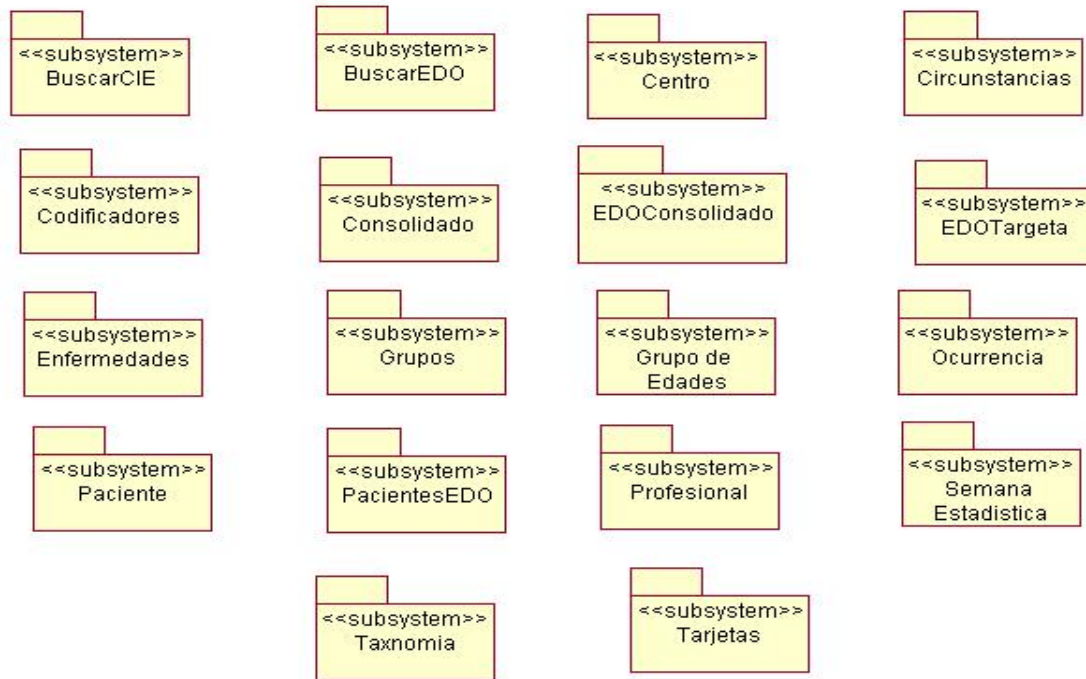 <<subsystem>>
BuscarCIE
<<subsystem>>
BuscarEDO
<<subsystem>>
Centro
<<subsystem>>
Circunstancias
<<subsystem>>
Codificadores
<<subsystem>>
Consolidado
<<subsystem>>
EDOConsolidado
<<subsystem>>
EDOTargeta
<<subsystem>>
Enfermedades
<<subsystem>>
Grupos
<<subsystem>>
Grupo de
Edades
<<subsystem>>
Ocurrencia
<<subsystem>>
Paciente
<<subsystem>>
PacientesEDO
<<subsystem>>
Profesional
<<subsystem>>
Semana
Estadistica
<<subsystem>>
Taxnomia
<<subsystem>>
Tarjetas